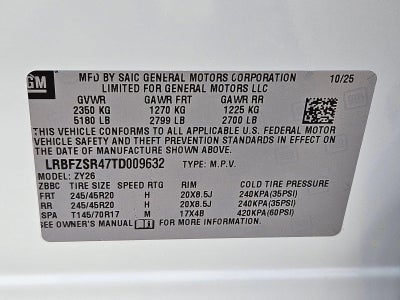 GM
MFD BY SAIC GENERAL MOTORS CORPORATION 10/25
LIMITED FOR GENERAL MOTORS LLC
GVWR GAWR FRT GAWR RR
2350 KG 1270 KG 1225 KG
5180 LB 2799 LB 2700 LB
THIS VEHICLE CONFORMS TO ALL APPLICABLE U.S. FEDERAL MOTOR
VEHICLE SAFETY AND THEFT PREVENTION STANDARDS IN EFFECT ON
THE DATE OF MANUFACTURE SHOWN ABOVE.
LRBFZSR47TD009632 TYPE: M.P.V.
MODEL: ZY26
ZBBC TIRE SIZE SPEED RTG RIM COLD TIRE PRESSURE
FRT 245/45R20 H 20X8.5J 240KPA(35PSI)
RR 245/45R20 H 20X8.5J 240KPA(35PSI)
SPA T145/70R17 M 17X4B 420KPA(60PSI)
SEE OWNER'S MANUAL FOR MORE INFORMATION.